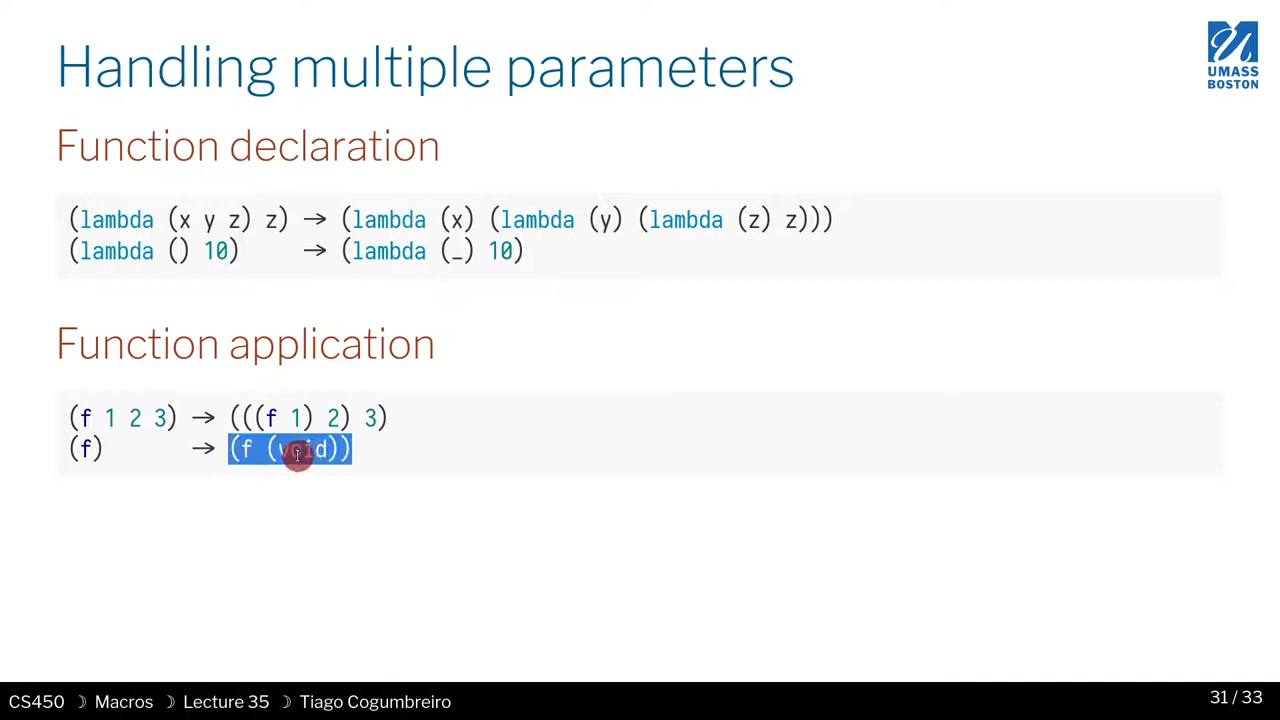 Handling multiple parameters
UMASS
BOSTON
Function declaration
(lambda (x y z) z) → (lambda (x) (lambda (y) (lambda (z) z)))
(lambda () 10) → (lambda (_) 10)
Function application
(f 1 2 3) → (((f 1) 2) 3)
(f) → (f (void))
CS450 ☽ Macros ☽ Lecture 35 ☽ Tiago Cogumbreiro
31 / 33